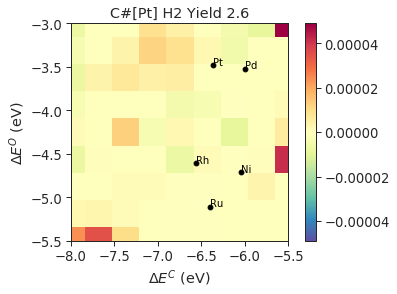 C#[Pt] H2 Yield 2.6
−3.0
−3.5
−4.0
−4.5
−5.0
−5.5
ΔE^O (eV)
Pt
Pd
Rh
Ni
Ru
−8.0 −7.5 −7.0 −6.5 −6.0 −5.5
ΔE^C (eV)
0.00004
0.00002
0.00000
−0.00002
−0.00004